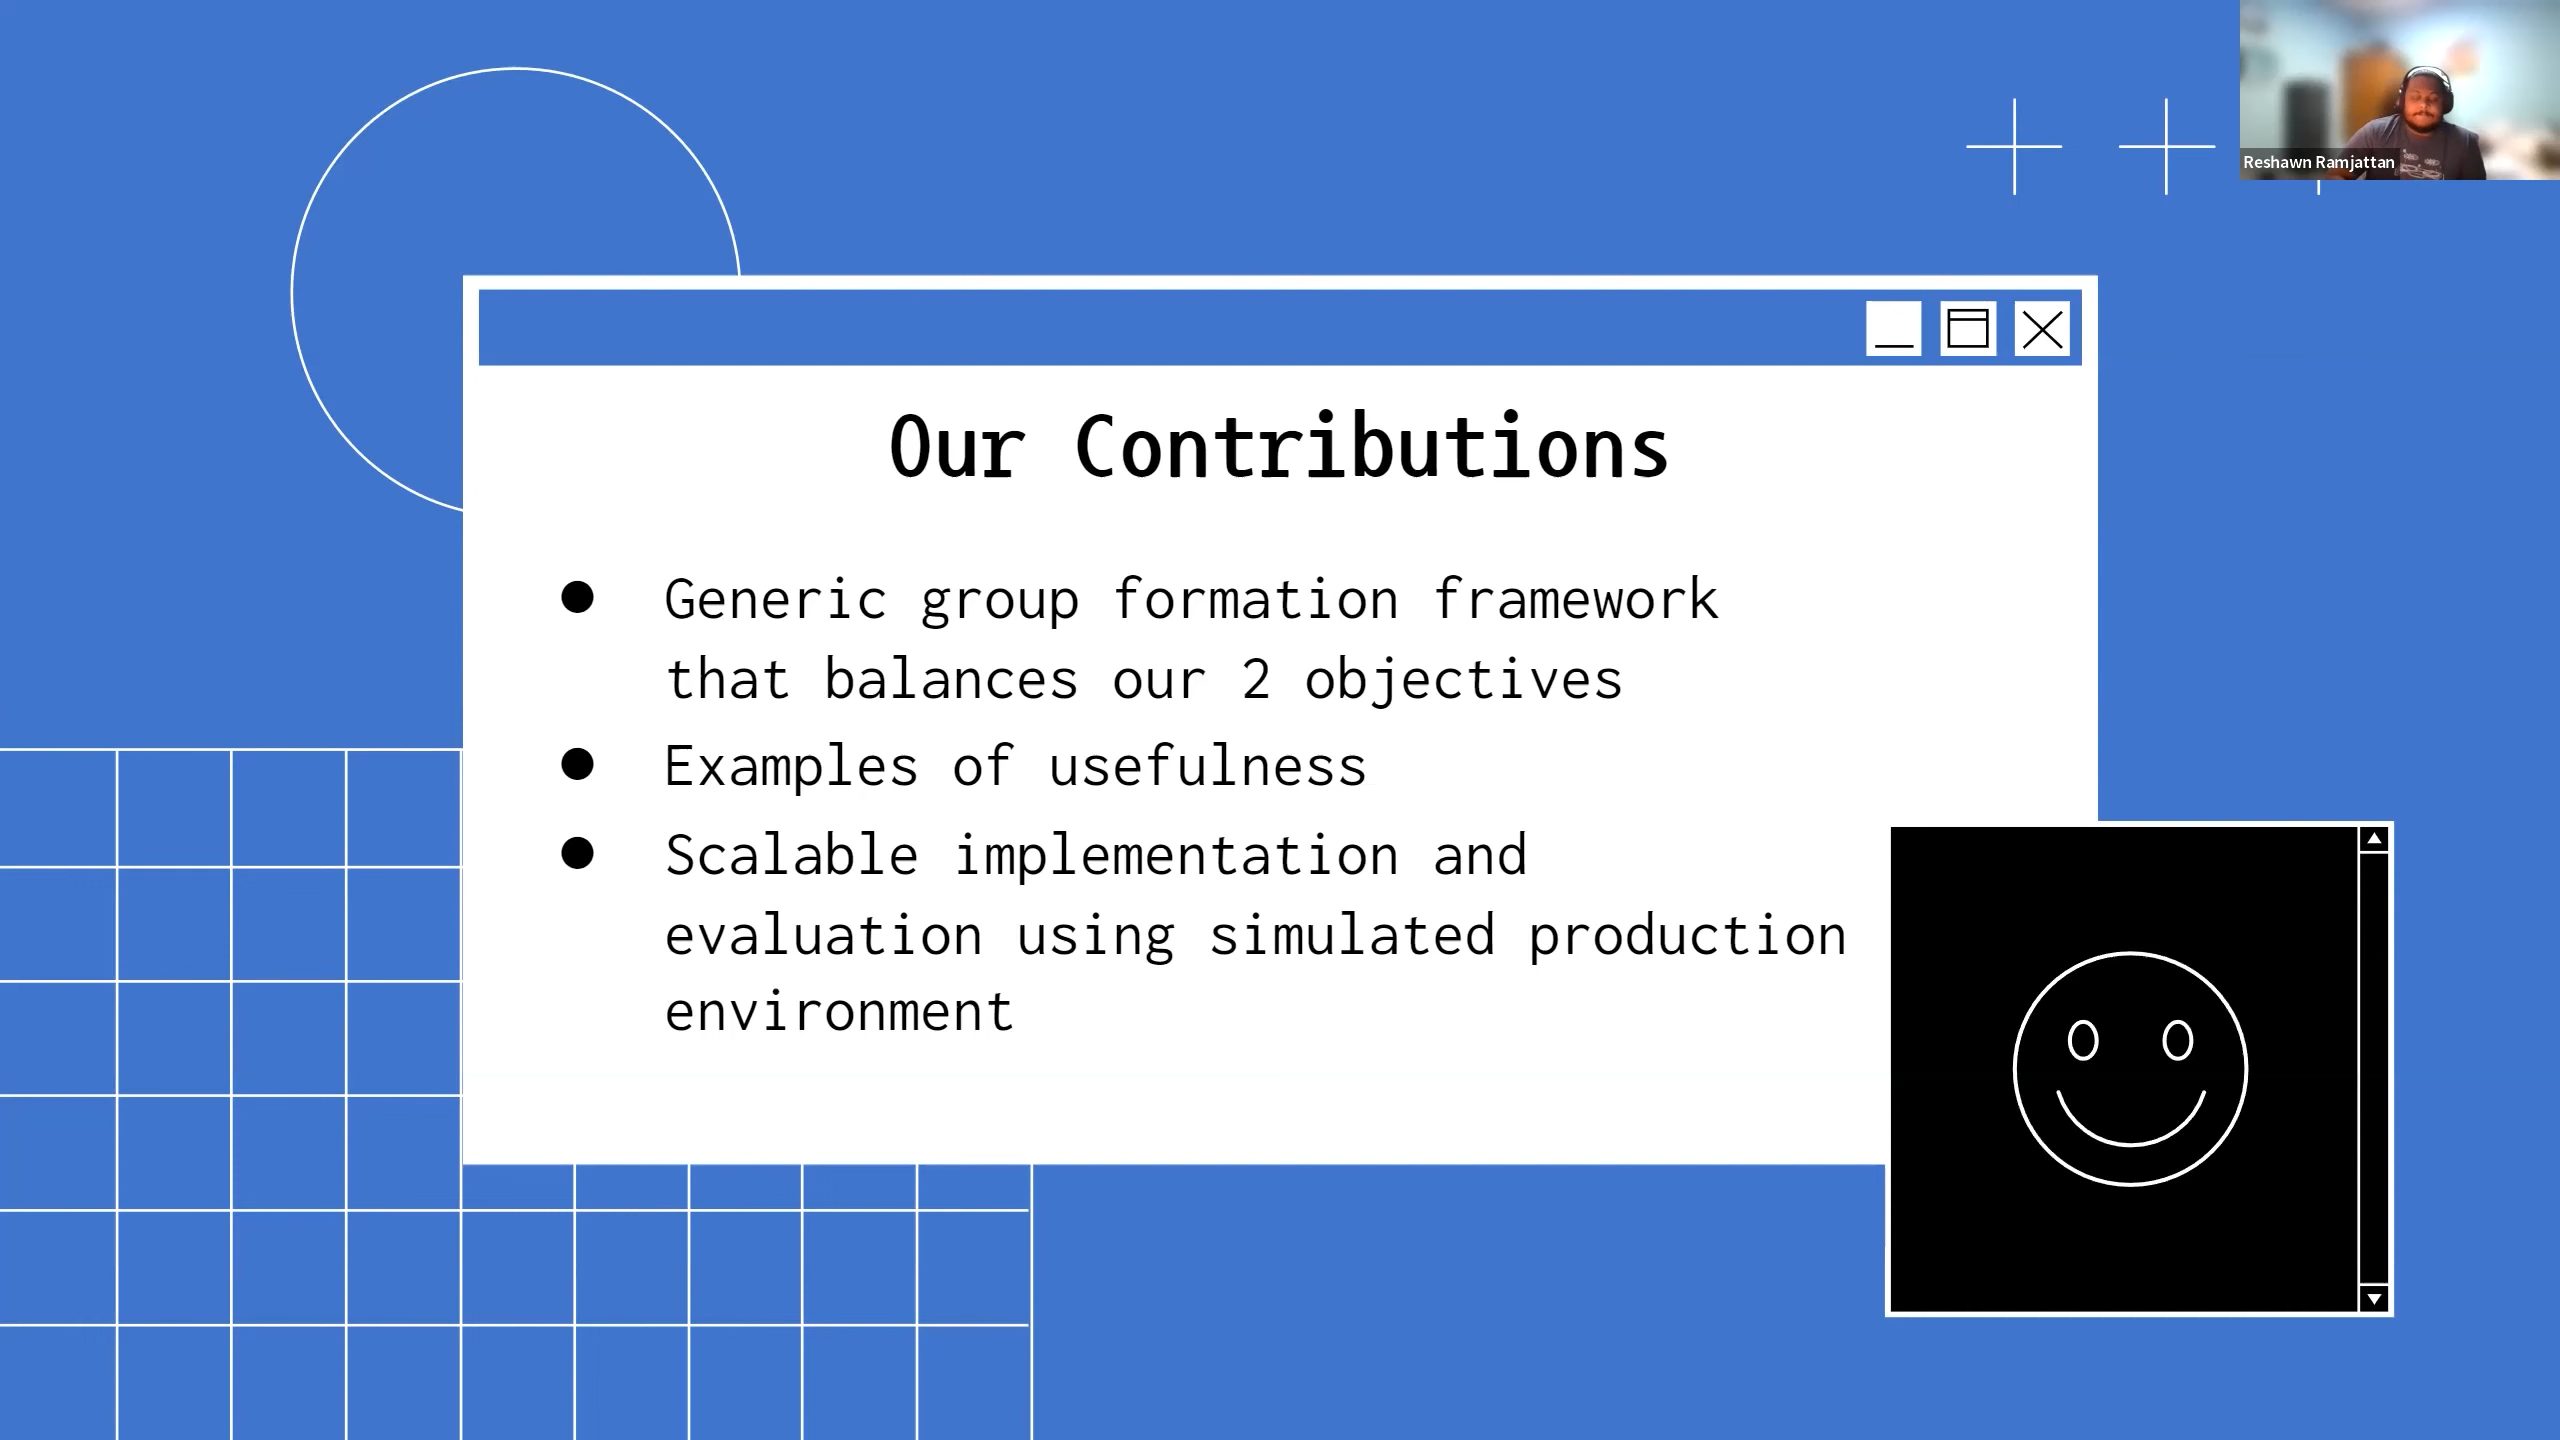 Reshawn Ramjattan
Our Contributions
● Generic group formation framework
that balances our 2 objectives
● Examples of usefulness
● Scalable implementation and
evaluation using simulated production
environment